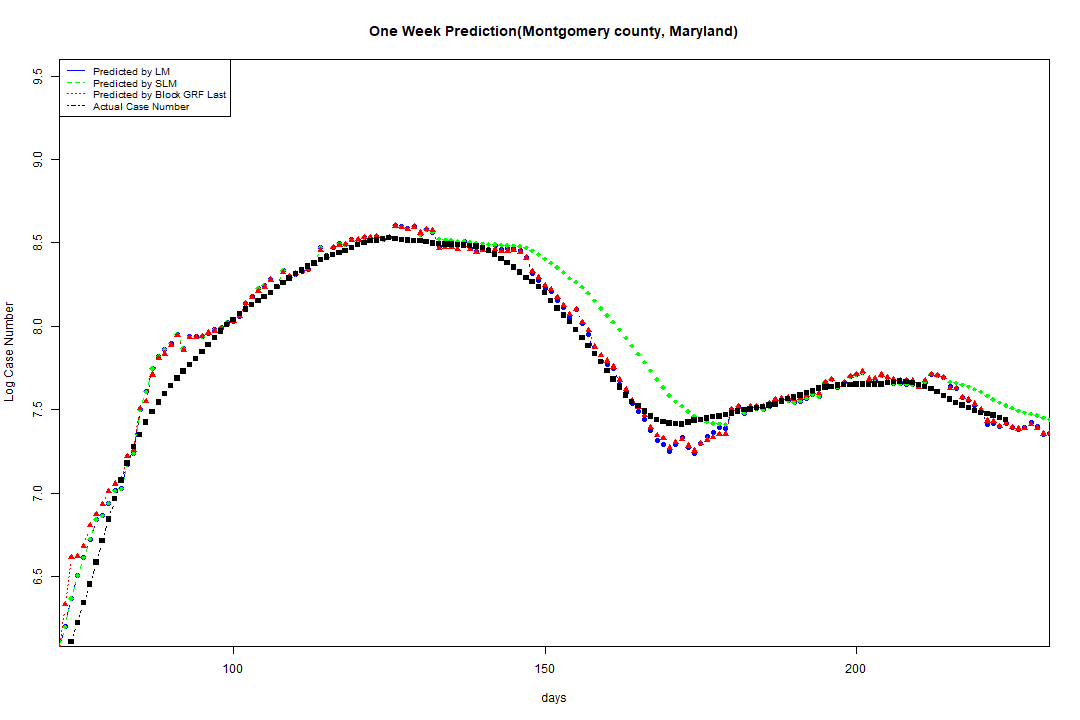 One Week Prediction(Montgomery county, Maryland)
Predicted by LM
Predicted by SLM
Predicted by Block GRF Last
Actual Case Number
9.5
9.0
8.5
8.0
7.5
7.0
6.5
Log Case Number
100
150
200
days